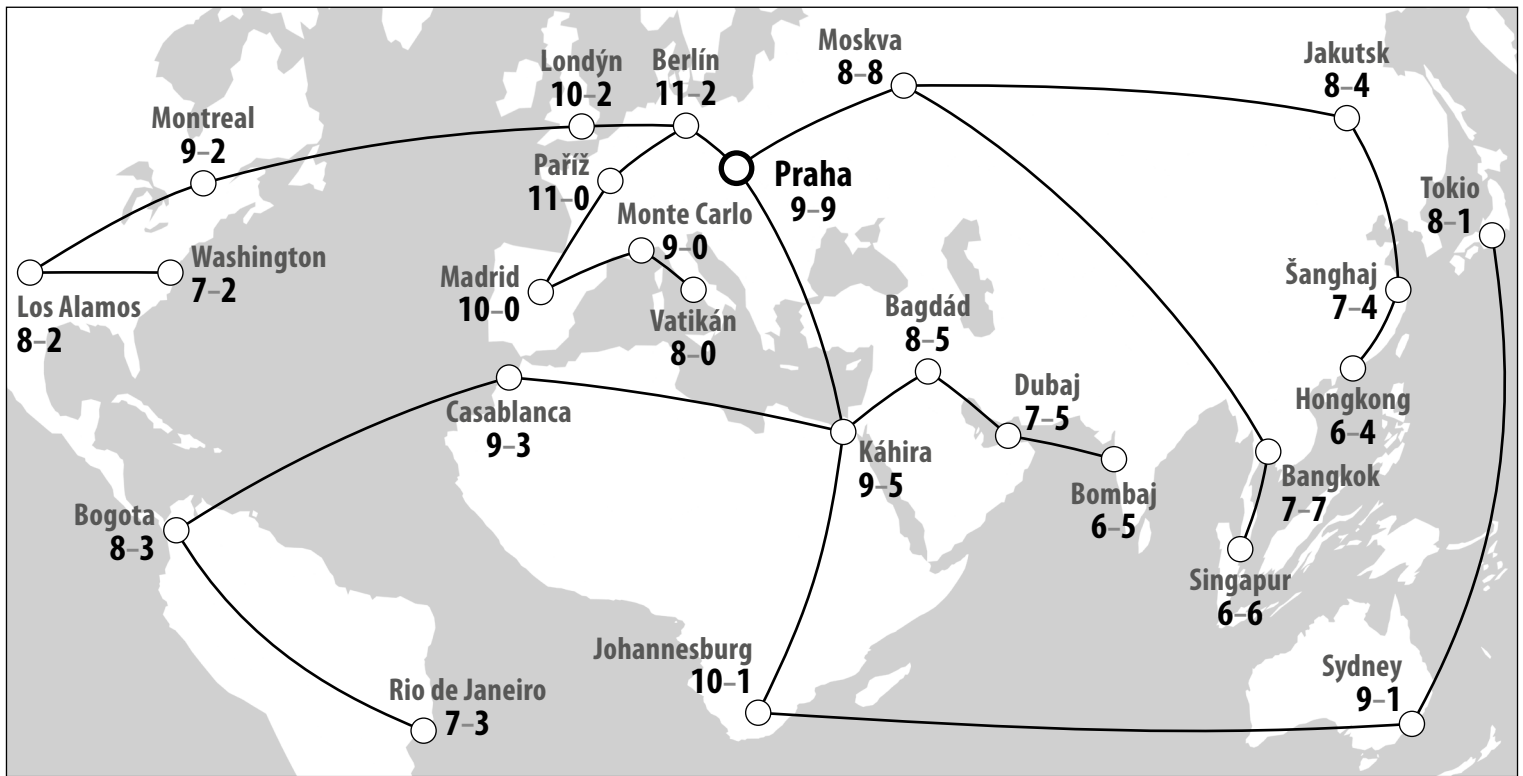 Moskva
8–8
Londýn
10–2
Berlín
11–2
Jakutsk
8–4
Montreal
9–2
Paříž
11–0
Praha
9–9
Tokio
8–1
Monte Carlo
9–0
Washington
7–2
Madrid
10–0
Los Alamos
8–2
Vatikán
8–0
Bagdád
8–5
Šanghaj
7–4
Casablanca
9–3
Dubaj
7–5
Hongkong
6–4
Káhira
9–5
Bombaj
6–5
Bangkok
7–7
Bogota
8–3
Singapur
6–6
Johannesburg
10–1
Sydney
9–1
Rio de Janeiro
7–3